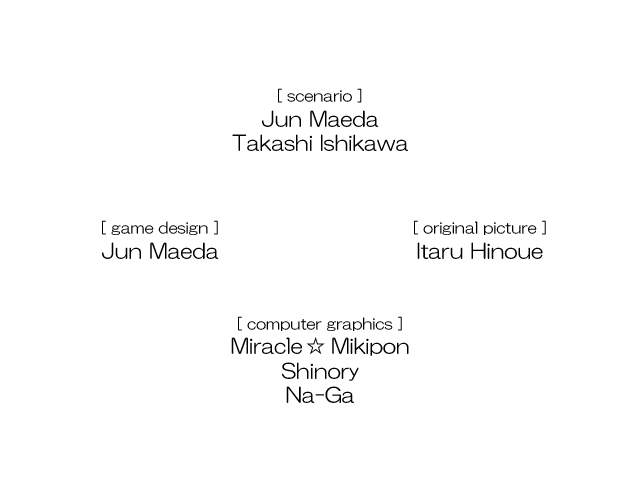 [ scenario ]
Jun Maeda
Takashi Ishikawa
[ game design ]
Jun Maeda
[ original picture ]
Itaru Hinoue
[ computer graphics ]
Miracle☆Mikipon
Shinory
Na-Ga